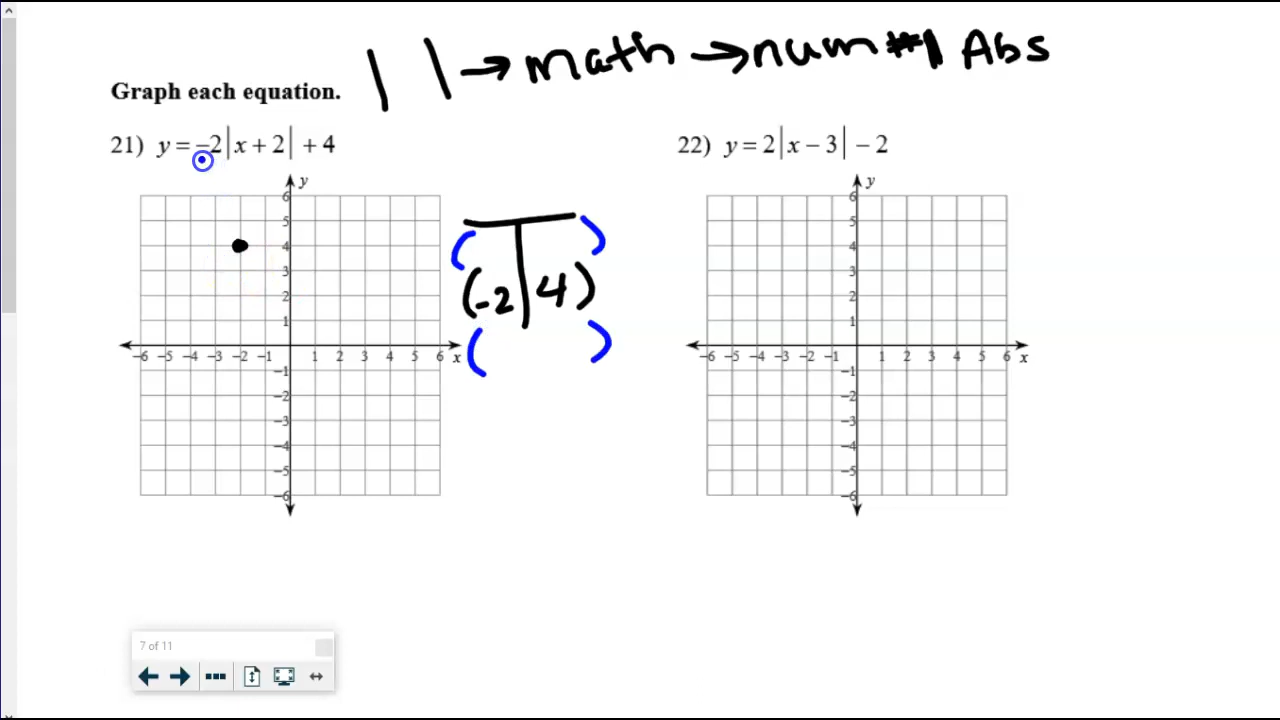 | | → math → num #1 Abs
Graph each equation.
21) y = −2|x + 2| + 4
22) y = 2|x − 3| − 2
y
6
5
4
3
2
1
−6 −5 −4 −3 −2 −1 1 2 3 4 5 6 x
−1
−2
−3
−4
−5
−6
( )
(-2 | 4)
( )
y
6
5
4
3
2
1
−6 −5 −4 −3 −2 −1 1 2 3 4 5 6 x
−1
−2
−3
−4
−5
−6
7 of 11